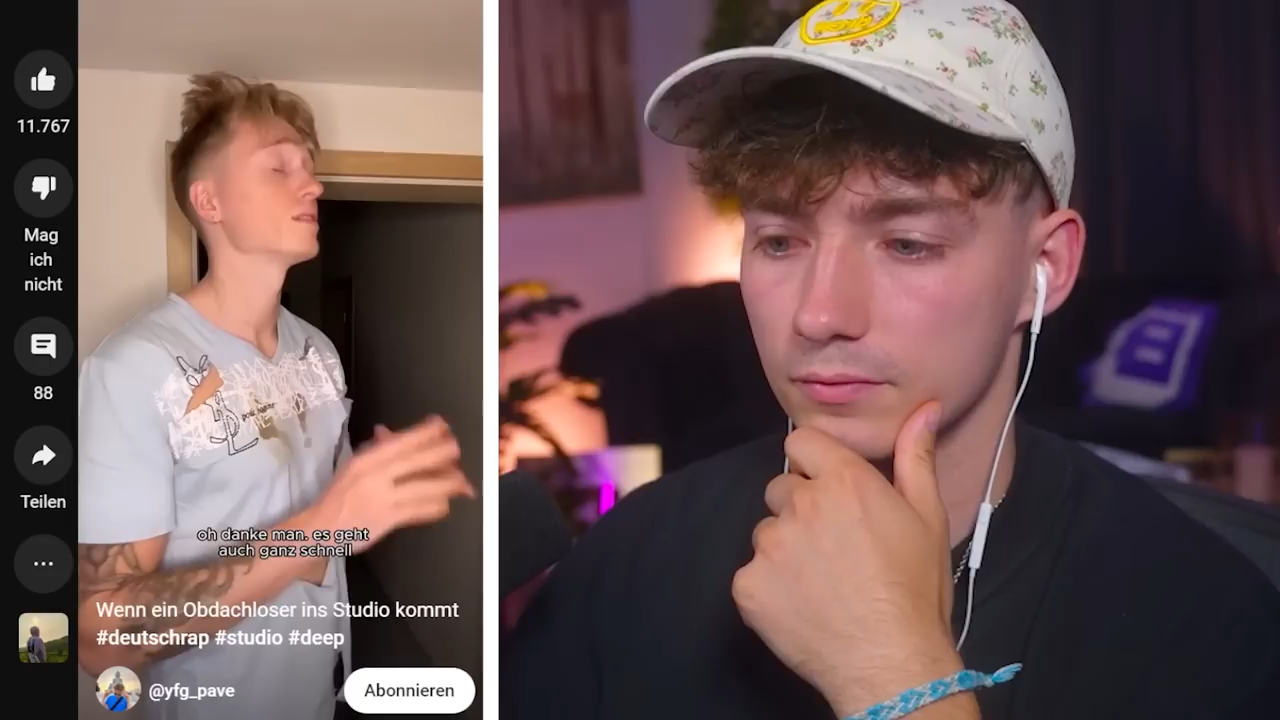 11.767
Mag
ich
nicht
88
Teilen
oh danke man. es geht
auch ganz schnell
Wenn ein Obdachloser ins Studio kommt
#deutschrap #studio #deep
@yfg_pave
Abonnieren